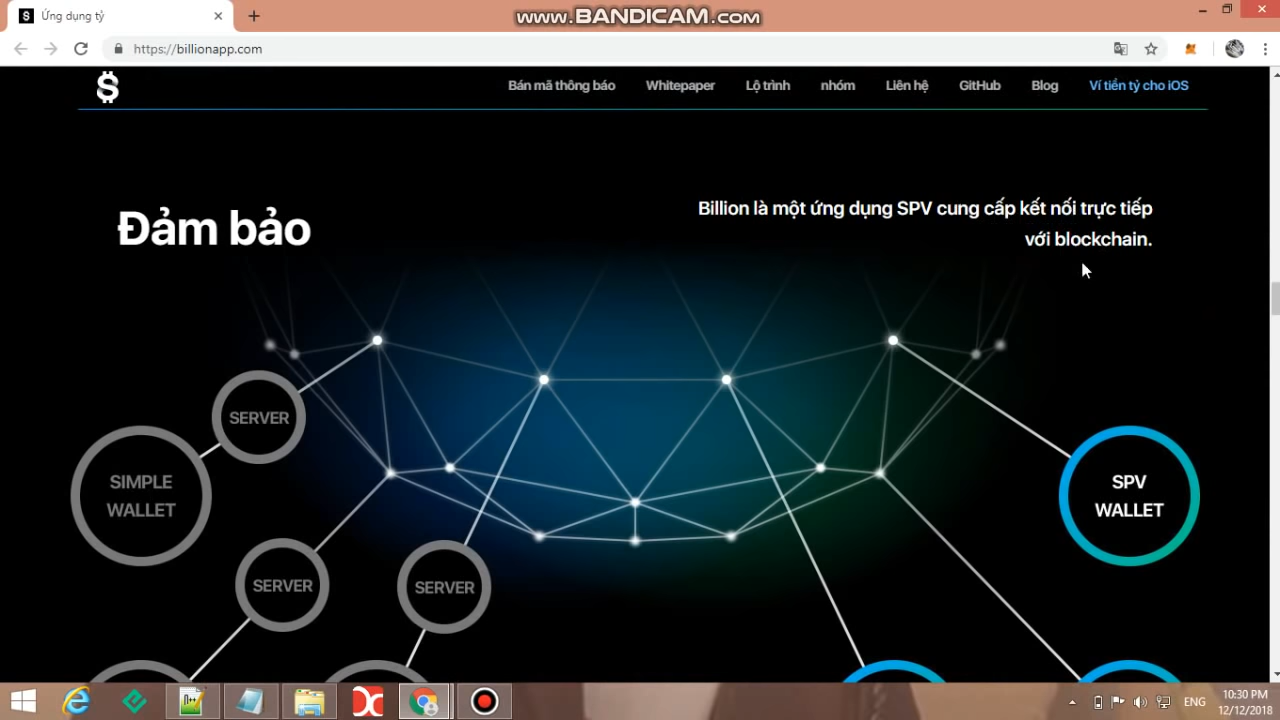 www.BANDICAM.com
Ứng dụng tỷ
https://billionapp.com
Bán mã thông báo Whitepaper Lộ trình nhóm Liên hệ GitHub Blog Ví tiền tỷ cho iOS
Đảm bảo
Billion là một ứng dụng SPV cung cấp kết nối trực tiếp
với blockchain.
SERVER
SIMPLE
WALLET
SPV
WALLET
SERVER
SERVER
ENG
10:30 PM
12/12/2018